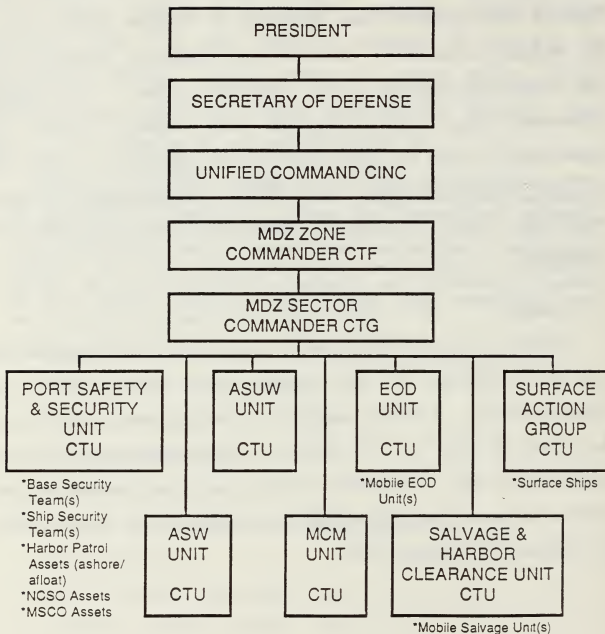 PRESIDENT
SECRETARY OF DEFENSE
UNIFIED COMMAND CINC
MDZ ZONE
COMMANDER CTF
MDZ SECTOR
COMMANDER CTG
PORT SAFETY
& SECURITY
UNIT
CTU
*Base Security
Team(s)
*Ship Security
Team(s)
*Harbor Patrol
Assets (ashore/
afloat)
*NCSO Assets
*MSCO Assets
ASUW
UNIT
CTU
EOD
UNIT
CTU
*Mobile EOD
Unit(s)
SURFACE
ACTION
GROUP
CTU
*Surface Ships
ASW
UNIT
CTU
MCM
UNIT
CTU
SALVAGE &
HARBOR
CLEARANCE UNIT
CTU
*Mobile Salvage Unit(s)